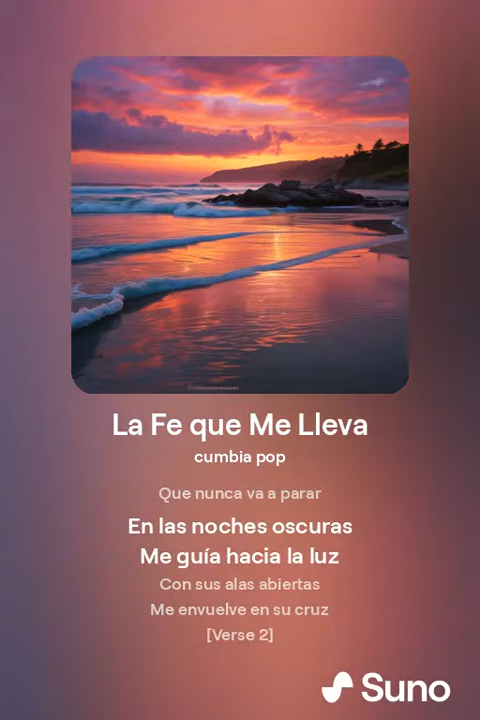 La Fe que Me Lleva
cumbia pop
Que nunca va a parar
En las noches oscuras
Me guía hacia la luz
Con sus alas abiertas
Me envuelve en su cruz
[Verse 2]
Suno